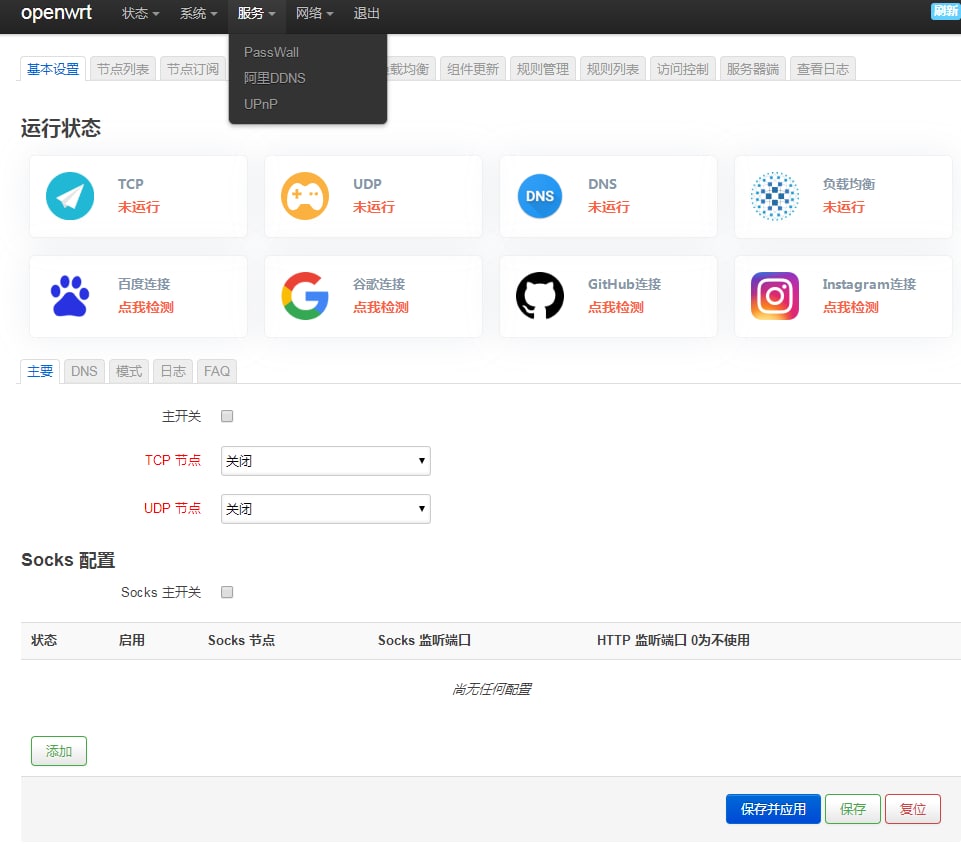 openwrt 状态 系统 服务 网络 退出 刷新
PassWall
阿里DDNS
UPnP
基本设置 节点列表 节点订阅 载均衡 组件更新 规则管理 规则列表 访问控制 服务器端 查看日志
运行状态
TCP
未运行
UDP
未运行
DNS
DNS
未运行
负载均衡
未运行
百度连接
点我检测
谷歌连接
点我检测
GitHub连接
点我检测
Instagram连接
点我检测
主要 DNS 模式 日志 FAQ
主开关
TCP 节点 关闭
UDP 节点 关闭
Socks 配置
Socks 主开关
状态 启用 Socks 节点 Socks 监听端口 HTTP 监听端口 0为不使用
尚无任何配置
添加
保存并应用 保存 复位